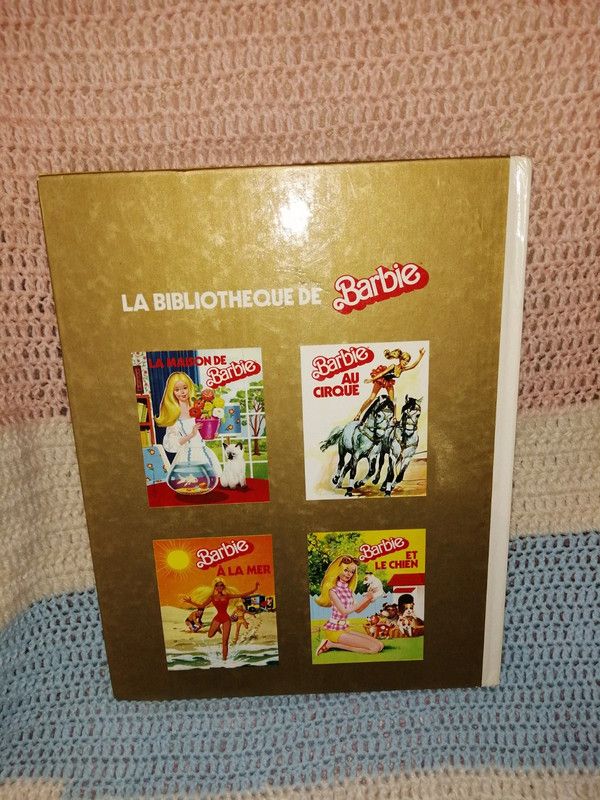 LA BIBLIOTHEQUE DE Barbie
LA MAISON DE
Barbie
Barbie
AU
CIRQUE
Barbie
À LA MER
Barbie
ET
LE CHIEN